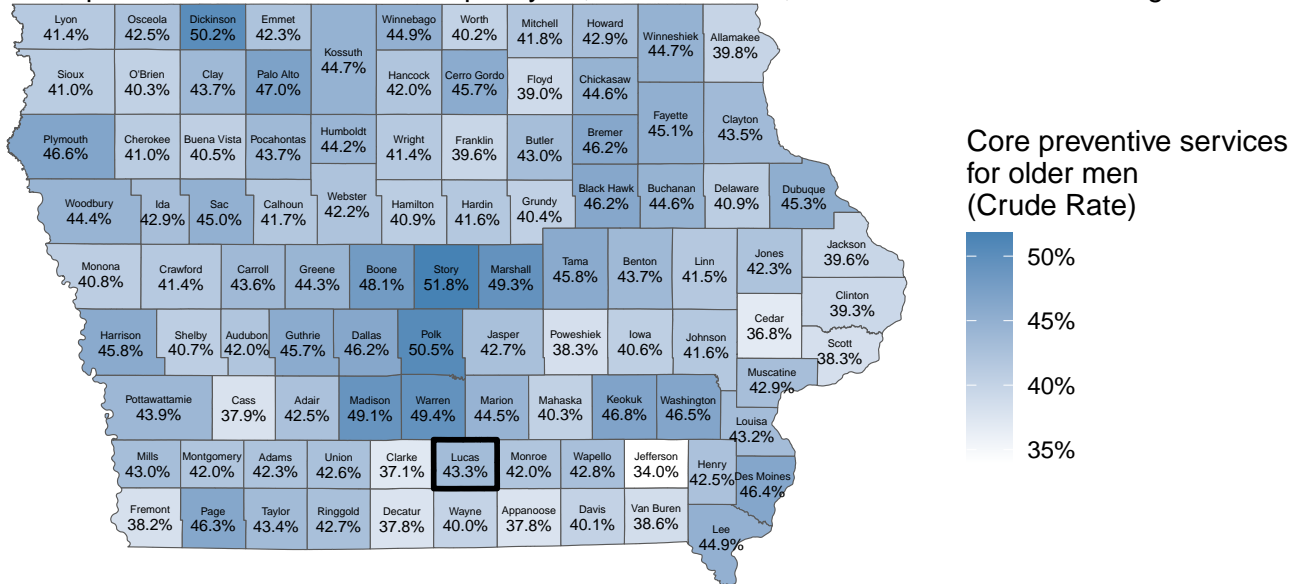 Lyon Osceola Dickinson Emmet Winnebago Worth Mitchell Howard Winneshiek Allamakee
41.4% 42.5% 50.2% 42.3% 44.9% 40.2% 41.8% 42.9% 44.7% 39.8%
Kossuth
44.7%
Sioux O'Brien Clay Palo Alto Hancock Cerro Gordo Floyd Chickasaw
41.0% 40.3% 43.7% 47.0% 42.0% 45.7% 39.0% 44.6%
Fayette Clayton
45.1% 43.5%
Plymouth Cherokee Buena Vista Pocahontas Humboldt Wright Franklin Butler Bremer
46.6% 41.0% 40.5% 43.7% 44.2% 41.4% 39.6% 43.0% 46.2%
Woodbury Ida Sac Calhoun Webster Hamilton Hardin Grundy Black Hawk Buchanan Delaware Dubuque
44.4% 42.9% 45.0% 41.7% 42.2% 40.9% 41.6% 40.4% 46.2% 44.6% 40.9% 45.3%
Monona Crawford Carroll Greene Boone Story Marshall Tama Benton Linn Jones Jackson
40.8% 41.4% 43.6% 44.3% 48.1% 51.8% 49.3% 45.8% 43.7% 41.5% 42.3% 39.6%
Clinton
39.3%
Harrison Shelby Audubon Guthrie Dallas Polk Jasper Poweshiek Iowa Johnson Cedar Scott
45.8% 40.7% 42.0% 45.7% 46.2% 50.5% 42.7% 38.3% 40.6% 41.6% 36.8% 38.3%
Muscatine
42.9%
Pottawattamie Cass Adair Madison Warren Marion Mahaska Keokuk Washington Louisa
43.9% 37.9% 42.5% 49.1% 49.4% 44.5% 40.3% 46.8% 46.5% 43.2%
Mills Montgomery Adams Union Clarke Lucas Monroe Wapello Jefferson Henry Des Moines
43.0% 42.0% 42.3% 42.6% 37.1% 43.3% 42.0% 42.8% 34.0% 42.5% 46.4%
Fremont Page Taylor Ringgold Decatur Wayne Appanoose Davis Van Buren Lee
38.2% 46.3% 43.4% 42.7% 37.8% 40.0% 37.8% 40.1% 38.6% 44.9%
Core preventive services
for older men
(Crude Rate)
50%
45%
40%
35%